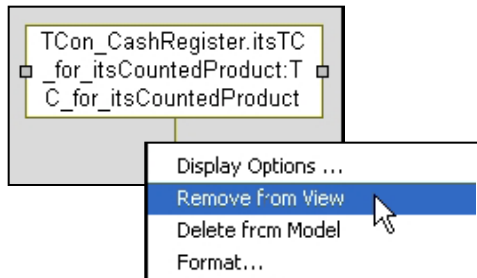 TCon_CashRegister.itsTC
_for_itsCountedProduct:T
C_for_itsCountedProduct
Display Options ...
Remove from View
Delete from Model
Format...